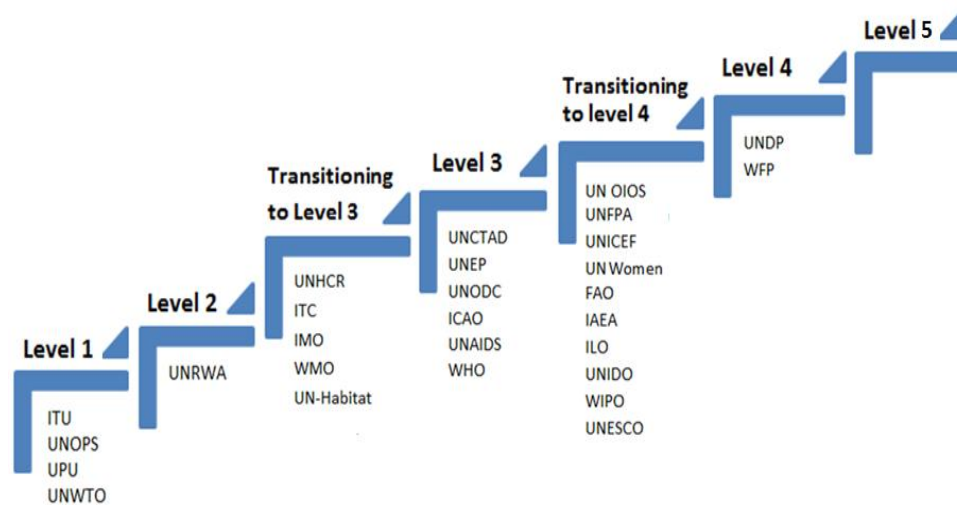 Level 1
ITU
UNOPS
UPU
UNWTO
Level 2
UNRWA
Transitioning
to Level 3
UNHCR
ITC
IMO
WMO
UN-Habitat
Level 3
UNCTAD
UNEP
UNODC
ICAO
UNAIDS
WHO
Transitioning
to level 4
UN OIOS
UNFPA
UNICEF
UN Women
FAO
IAEA
ILO
UNIDO
WIPO
UNESCO
Level 4
UNDP
WFP
Level 5